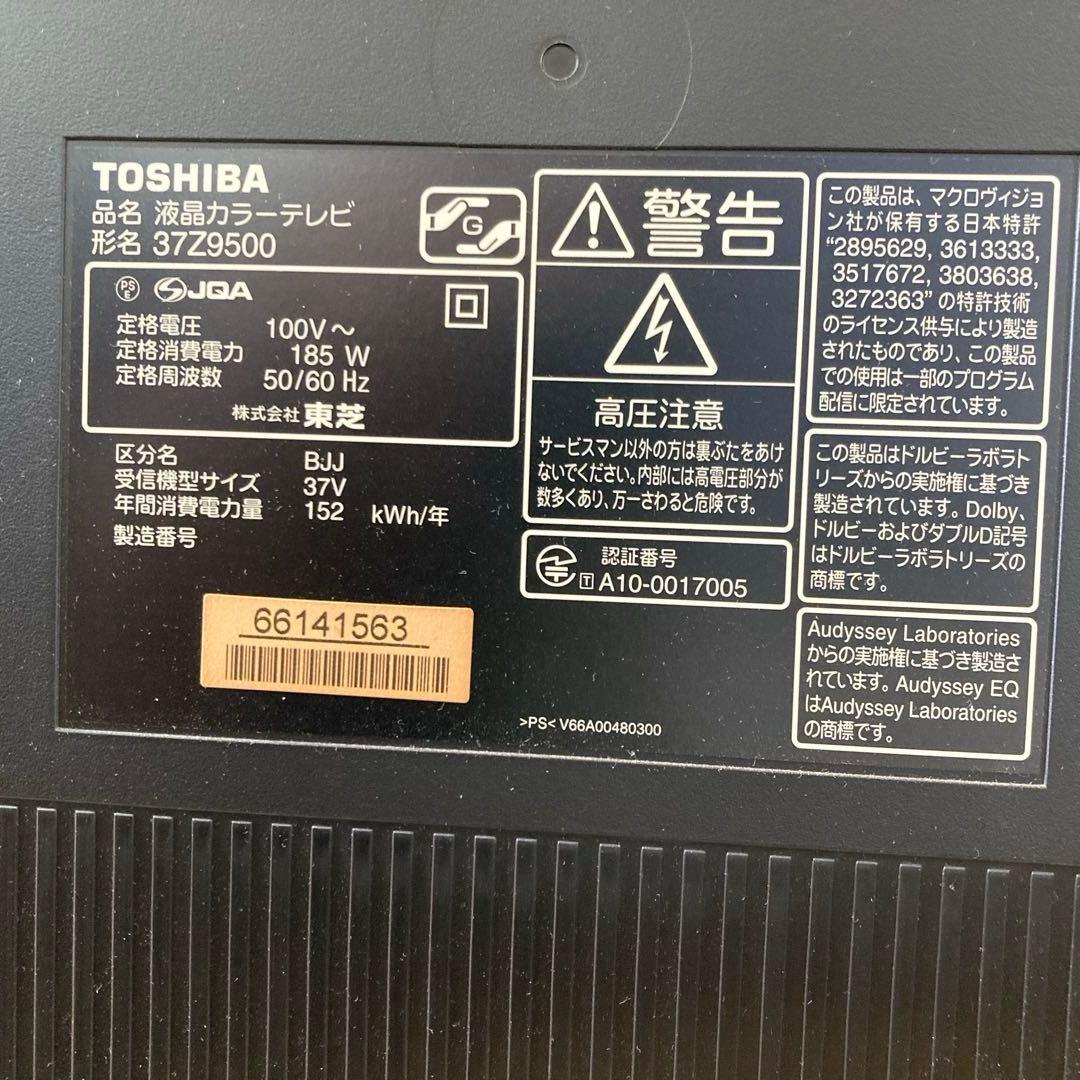 TOSHIBA
品名 液晶カラーテレビ
形名 37Z9500
G
PS
E
JQA
定格電圧 100V～
定格消費電力 185 W
定格周波数 50/60 Hz
株式会社 東芝
区分名 BJJ
受信機型サイズ 37V
年間消費電力量 152 kWh/年
製造番号
66141563
警告
高圧注意
サービスマン以外の方は裏ぶたをあけ
ないでください。内部には高電圧部分が
数多くあり、万一さわると危険です。
認証番号
T A10-0017005
>PS< V66A00480300
この製品は、マクロヴィジョ
ン社が保有する日本特許
“2895629, 3613333,
3517672, 3803638,
3272363” の特許技術
のライセンス供与により製造
されたものであり、この製品
での使用は一部のプログラム
配信に限定されています。
この製品はドルビーラボラト
リーズからの実施権に基づき
製造されています。Dolby、
ドルビーおよびダブルD記号
はドルビーラボラトリーズの
商標です。
Audyssey Laboratories
からの実施権に基づき製造さ
れています。Audyssey EQ
はAudyssey Laboratories
の商標です。